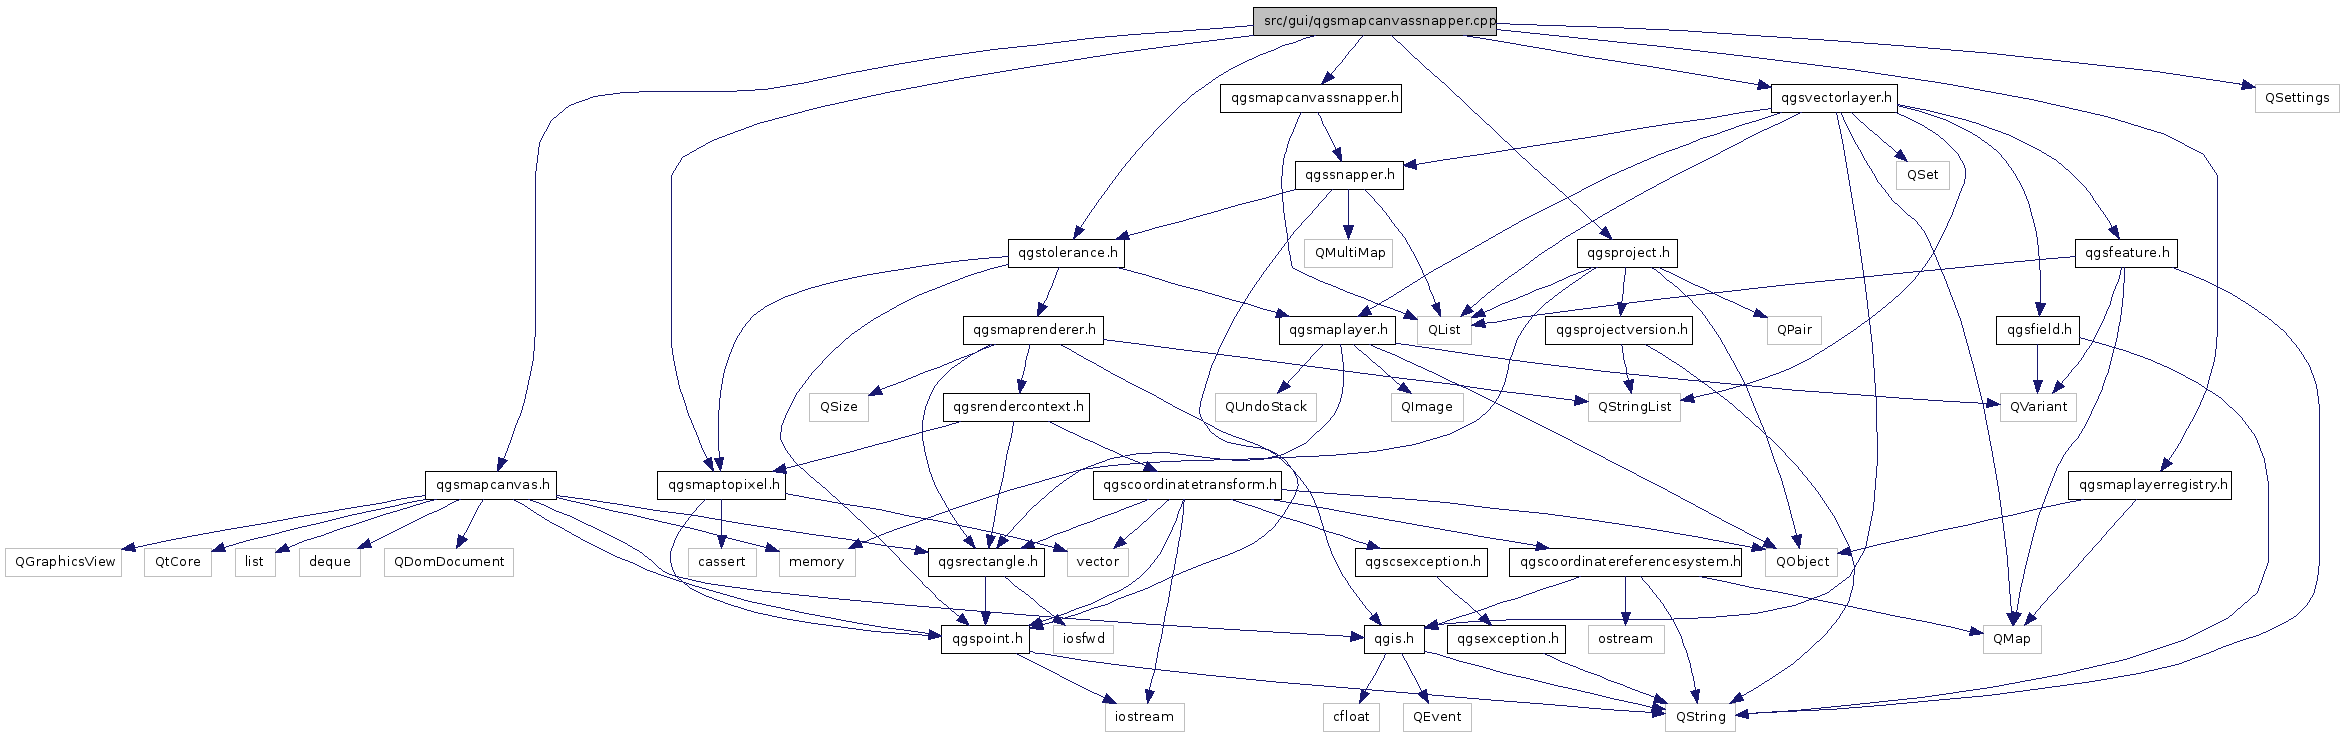 src/gui/qgsmapcanvassnapper.cpp
qgsmapcanvassnapper.h
qgsvectorlayer.h
QSettings
qgssnapper.h
QSet
qgstolerance.h
QMultiMap
qgsproject.h
qgsfeature.h
qgsmaprenderer.h
qgsmaplayer.h
QList
qgsprojectversion.h
QPair
qgsfield.h
QSize
qgsrendercontext.h
QUndoStack
QImage
QStringList
QVariant
qgsmapcanvas.h
qgsmaptopixel.h
qgscoordinatetransform.h
qgsmaplayerregistry.h
QGraphicsView
QtCore
list
deque
QDomDocument
cassert
memory
qgsrectangle.h
vector
qgscsexception.h
qgscoordinatereferencesystem.h
QObject
qgspoint.h
iosfwd
qgis.h
qgsexception.h
ostream
QMap
iostream
cfloat
QEvent
QString